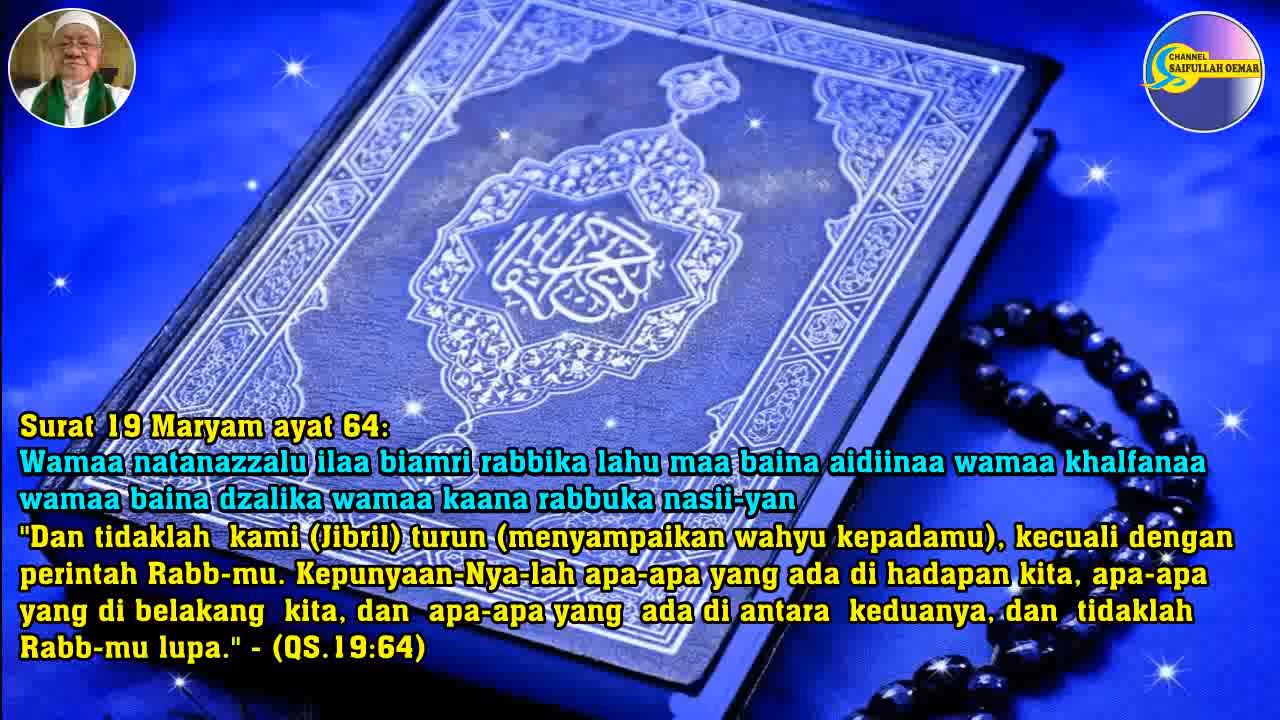 CHANNEL
SAIFULLAH OEMAR
Surat 19 Maryam ayat 64:
Wamaa natanazzalu ilaa biamri rabbika lahu maa baina aidiinaa wamaa khalfanaa
wamaa baina dzalika wamaa kaana rabbuka nasii-yan
"Dan tidaklah kami (Jibril) turun (menyampaikan wahyu kepadamu), kecuali dengan
perintah Rabb-mu. Kepunyaan-Nya-lah apa-apa yang ada di hadapan kita, apa-apa
yang di belakang kita, dan apa-apa yang ada di antara keduanya, dan tidaklah
Rabb-mu lupa." - (QS.19:64)